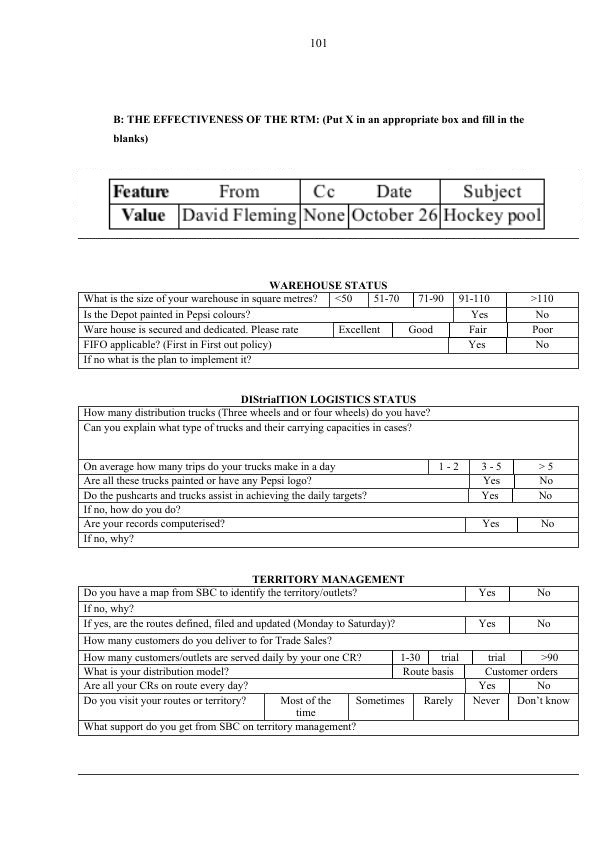 101
B: THE EFFECTIVENESS OF THE RTM: (Put X in an appropriate box and fill in the
blanks)
Feature From Cc Date Subject
Value David Fleming None October 26 Hockey pool
WAREHOUSE STATUS
What is the size of your warehouse in square metres? <50 51-70 71-90 91-110 >110
Is the Depot painted in Pepsi colours? Yes No
Ware house is secured and dedicated. Please rate Excellent Good Fair Poor
FIFO applicable? (First in First out policy) Yes No
If no what is the plan to implement it?
DIStrialTION LOGISTICS STATUS
How many distribution trucks (Three wheels and or four wheels) do you have?
Can you explain what type of trucks and their carrying capacities in cases?
On average how many trips do your trucks make in a day 1 - 2 3 - 5 > 5
Are all these trucks painted or have any Pepsi logo? Yes No
Do the pushcarts and trucks assist in achieving the daily targets? Yes No
If no, how do you do?
Are your records computerised? Yes No
If no, why?
TERRITORY MANAGEMENT
Do you have a map from SBC to identify the territory/outlets? Yes No
If no, why?
If yes, are the routes defined, filed and updated (Monday to Saturday)? Yes No
How many customers do you deliver to for Trade Sales?
How many customers/outlets are served daily by your one CR? 1-30 trial trial >90
What is your distribution model? Route basis Customer orders
Are all your CRs on route every day? Yes No
Do you visit your routes or territory? Most of the Sometimes Rarely Never Don't know
time
What support do you get from SBC on territory management?